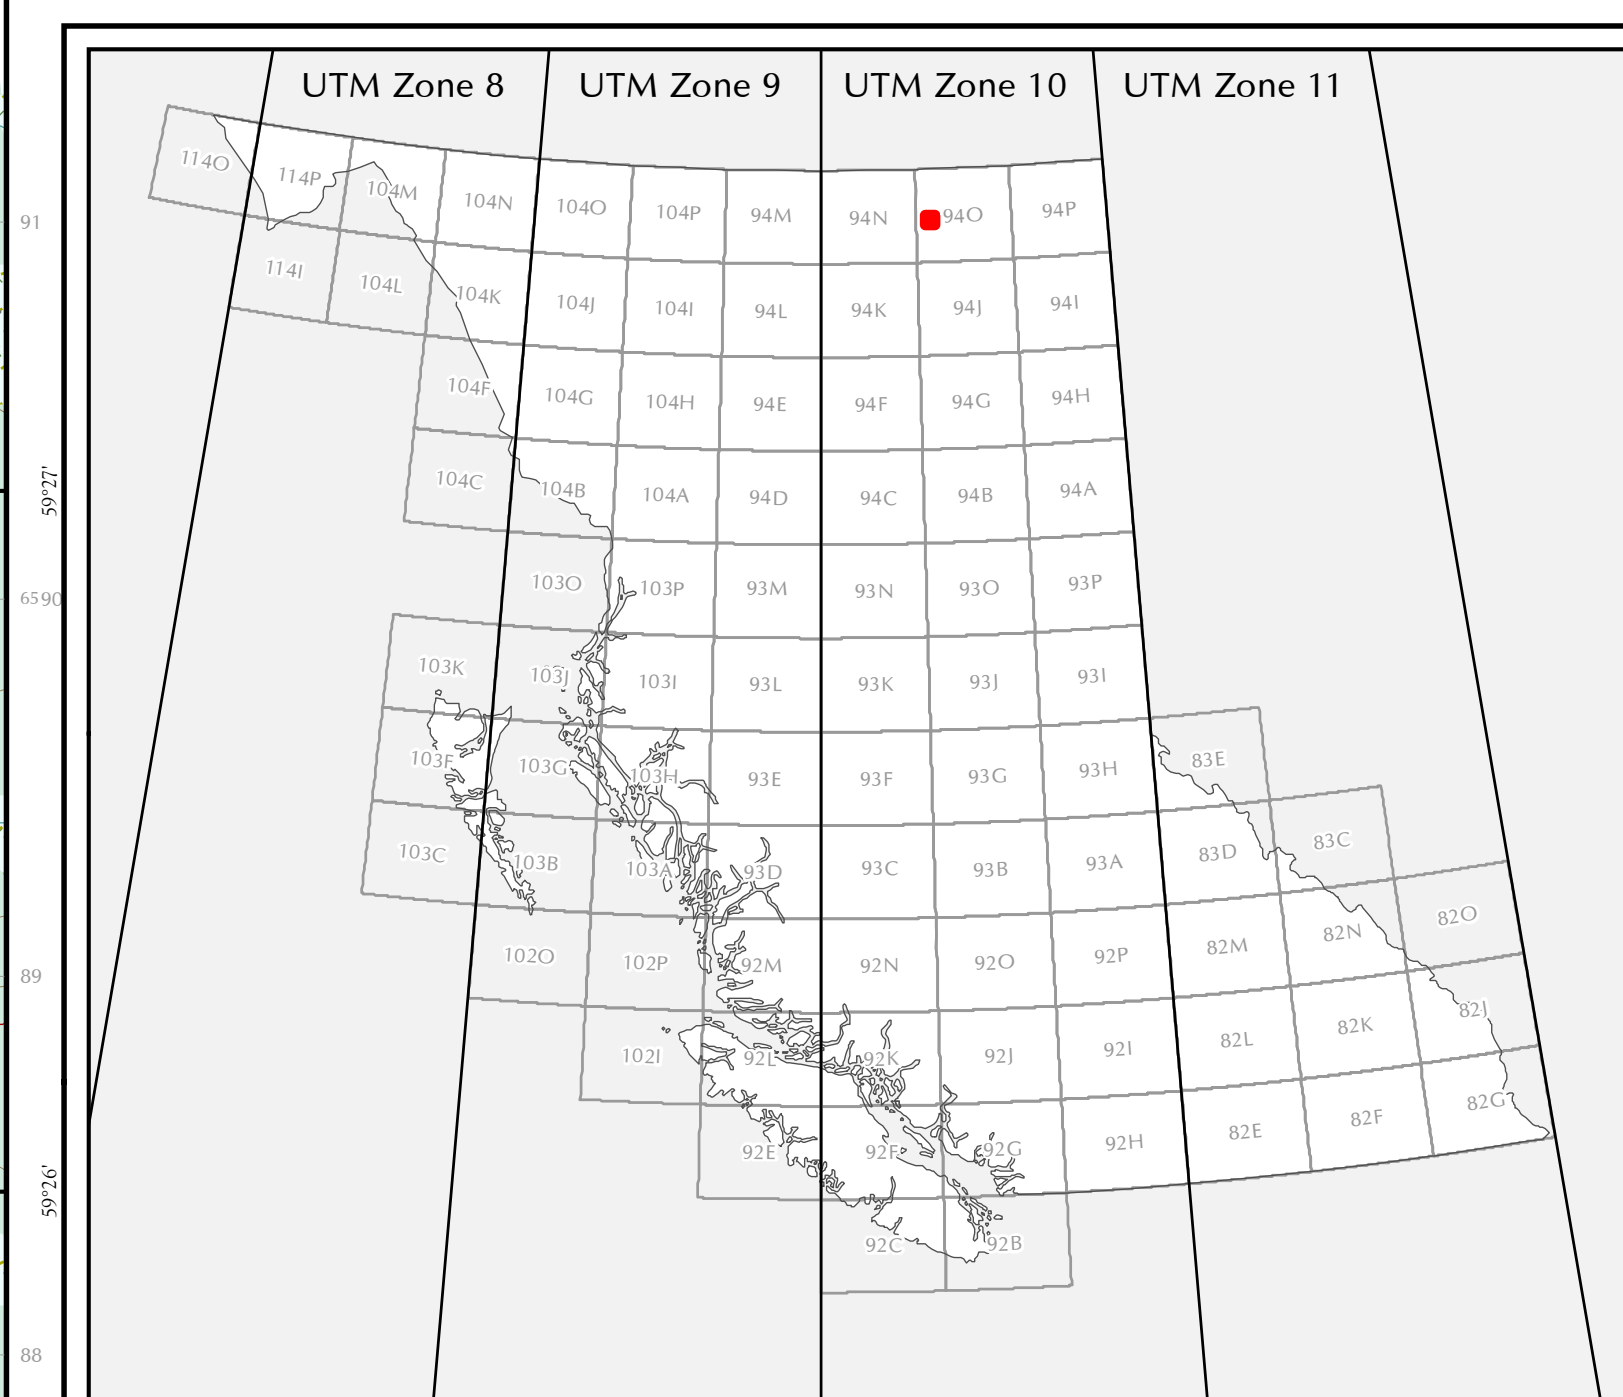 UTM Zone 8 UTM Zone 9 UTM Zone 10 UTM Zone 11
114O 114P 104M 104N 104O 104P 94M 94N 94O 94P
91
114I 104L 104K 104J 104I 94L 94K 94J 94I
104F 104G 104H 94E 94F 94G 94H
59°27'
104C 104B 104A 94D 94C 94B 94A
6590
103O 103P 93M 93N 93O 93P
103K 103J 103I 93L 93K 93J 93I
103F 103G 103H 93E 93F 93G 93H 83E
103C 103B 103A 93D 93C 93B 93A 83D 83C
89
102O 102P 92M 92N 92O 92P 82M 82N 82O
102I 92L 92K 92J 92I 82L 82K 82J
59°26'
92E 92F 92G 92H 82E 82F 82G
92C 92B
88